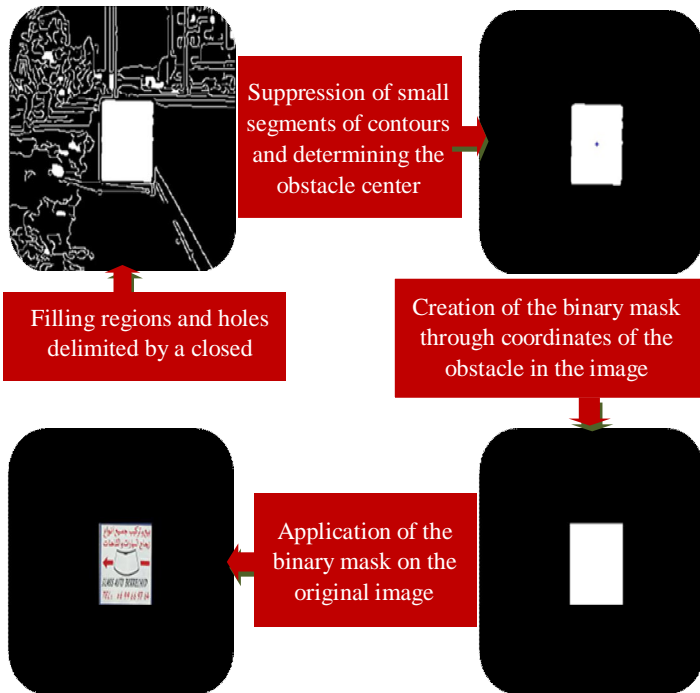 Suppression of small
segments of contours
and determining the
obstacle center
Filling regions and holes
delimited by a closed
Creation of the binary mask
through coordinates of the
obstacle in the image
Application of the
binary mask on the
original image